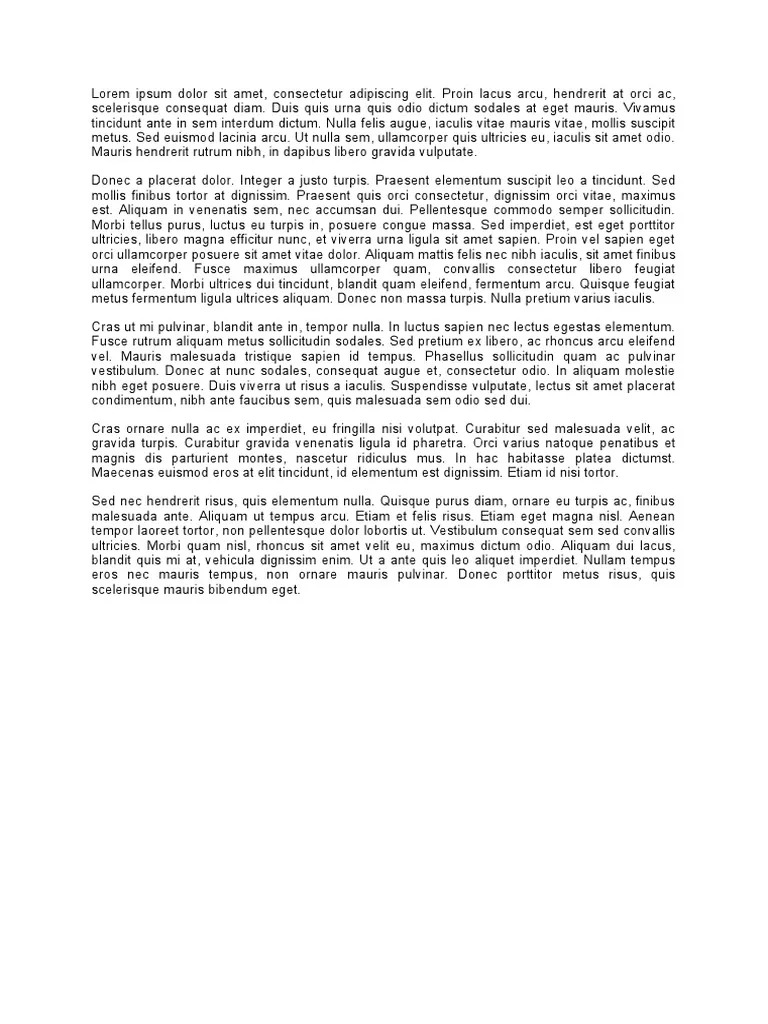 Lorem ipsum dolor sit amet, consectetur adipiscing elit. Proin lacus arcu, hendrerit at orci ac,
scelerisque consequat diam. Duis quis urna quis odio dictum sodales at eget mauris. Vivamus
tincidunt ante in sem interdum dictum. Nulla felis augue, iaculis vitae mauris vitae, mollis suscipit
metus. Sed euismod lacinia arcu. Ut nulla sem, ullamcorper quis ultricies eu, iaculis sit amet odio.
Mauris hendrerit rutrum nibh, in dapibus libero gravida vulputate.
Donec a placerat dolor. Integer a justo turpis. Praesent elementum suscipit leo a tincidunt. Sed
mollis finibus tortor at dignissim. Praesent quis orci consectetur, dignissim orci vitae, maximus
est. Aliquam in venenatis sem, nec accumsan dui. Pellentesque commodo semper sollicitudin.
Morbi tellus purus, luctus eu turpis in, posuere congue massa. Sed imperdiet, est eget porttitor
ultricies, libero magna efficitur nunc, et viverra urna ligula sit amet sapien. Proin vel sapien eget
orci ullamcorper posuere sit amet vitae dolor. Aliquam mattis felis nec nibh iaculis, sit amet finibus
urna eleifend. Fusce maximus ullamcorper quam, convallis consectetur libero feugiat
ullamcorper. Morbi ultrices dui tincidunt, blandit quam eleifend, fermentum arcu. Quisque feugiat
metus fermentum ligula ultrices aliquam. Donec non massa turpis. Nulla pretium varius iaculis.
Cras ut mi pulvinar, blandit ante in, tempor nulla. In luctus sapien nec lectus egestas elementum.
Fusce rutrum aliquam metus sollicitudin sodales. Sed pretium ex libero, ac rhoncus arcu eleifend
vel. Mauris malesuada tristique sapien id tempus. Phasellus sollicitudin quam ac pulvinar
vestibulum. Donec at nunc sodales, consequat augue et, consectetur odio. In aliquam molestie
nibh eget posuere. Duis viverra ut risus a iaculis. Suspendisse vulputate, lectus sit amet placerat
condimentum, nibh ante faucibus sem, quis malesuada sem odio sed dui.
Cras ornare nulla ac ex imperdiet, eu fringilla nisi volutpat. Curabitur sed malesuada velit, ac
gravida turpis. Curabitur gravida venenatis ligula id pharetra. Orci varius natoque penatibus et
magnis dis parturient montes, nascetur ridiculus mus. In hac habitasse platea dictumst.
Maecenas euismod eros at elit tincidunt, id elementum est dignissim. Etiam id nisi tortor.
Sed nec hendrerit risus, quis elementum nulla. Quisque purus diam, ornare eu turpis ac, finibus
malesuada ante. Aliquam ut tempus arcu. Etiam et felis risus. Etiam eget magna nisl. Aenean
tempor laoreet tortor, non pellentesque dolor lobortis ut. Vestibulum consequat sem sed convallis
ultricies. Morbi quam nisl, rhoncus sit amet velit eu, maximus dictum odio. Aliquam dui lacus,
blandit quis mi at, vehicula dignissim enim. Ut a ante quis leo aliquet imperdiet. Nullam tempus
eros nec mauris tempus, non ornare mauris pulvinar. Donec porttitor metus risus, quis
scelerisque mauris bibendum eget.